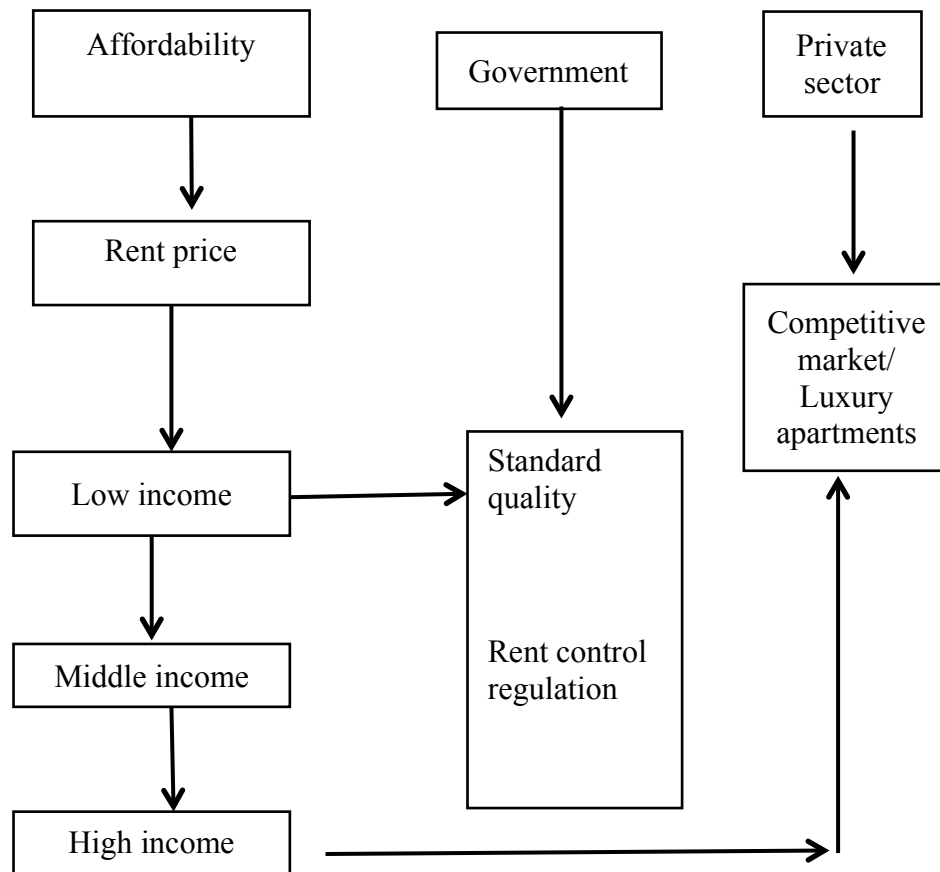 Affordability
Government
Private
sector
Rent price
Competitive
market/
Luxury
apartments
Low income
Standard
quality
Rent control
regulation
Middle income
High income